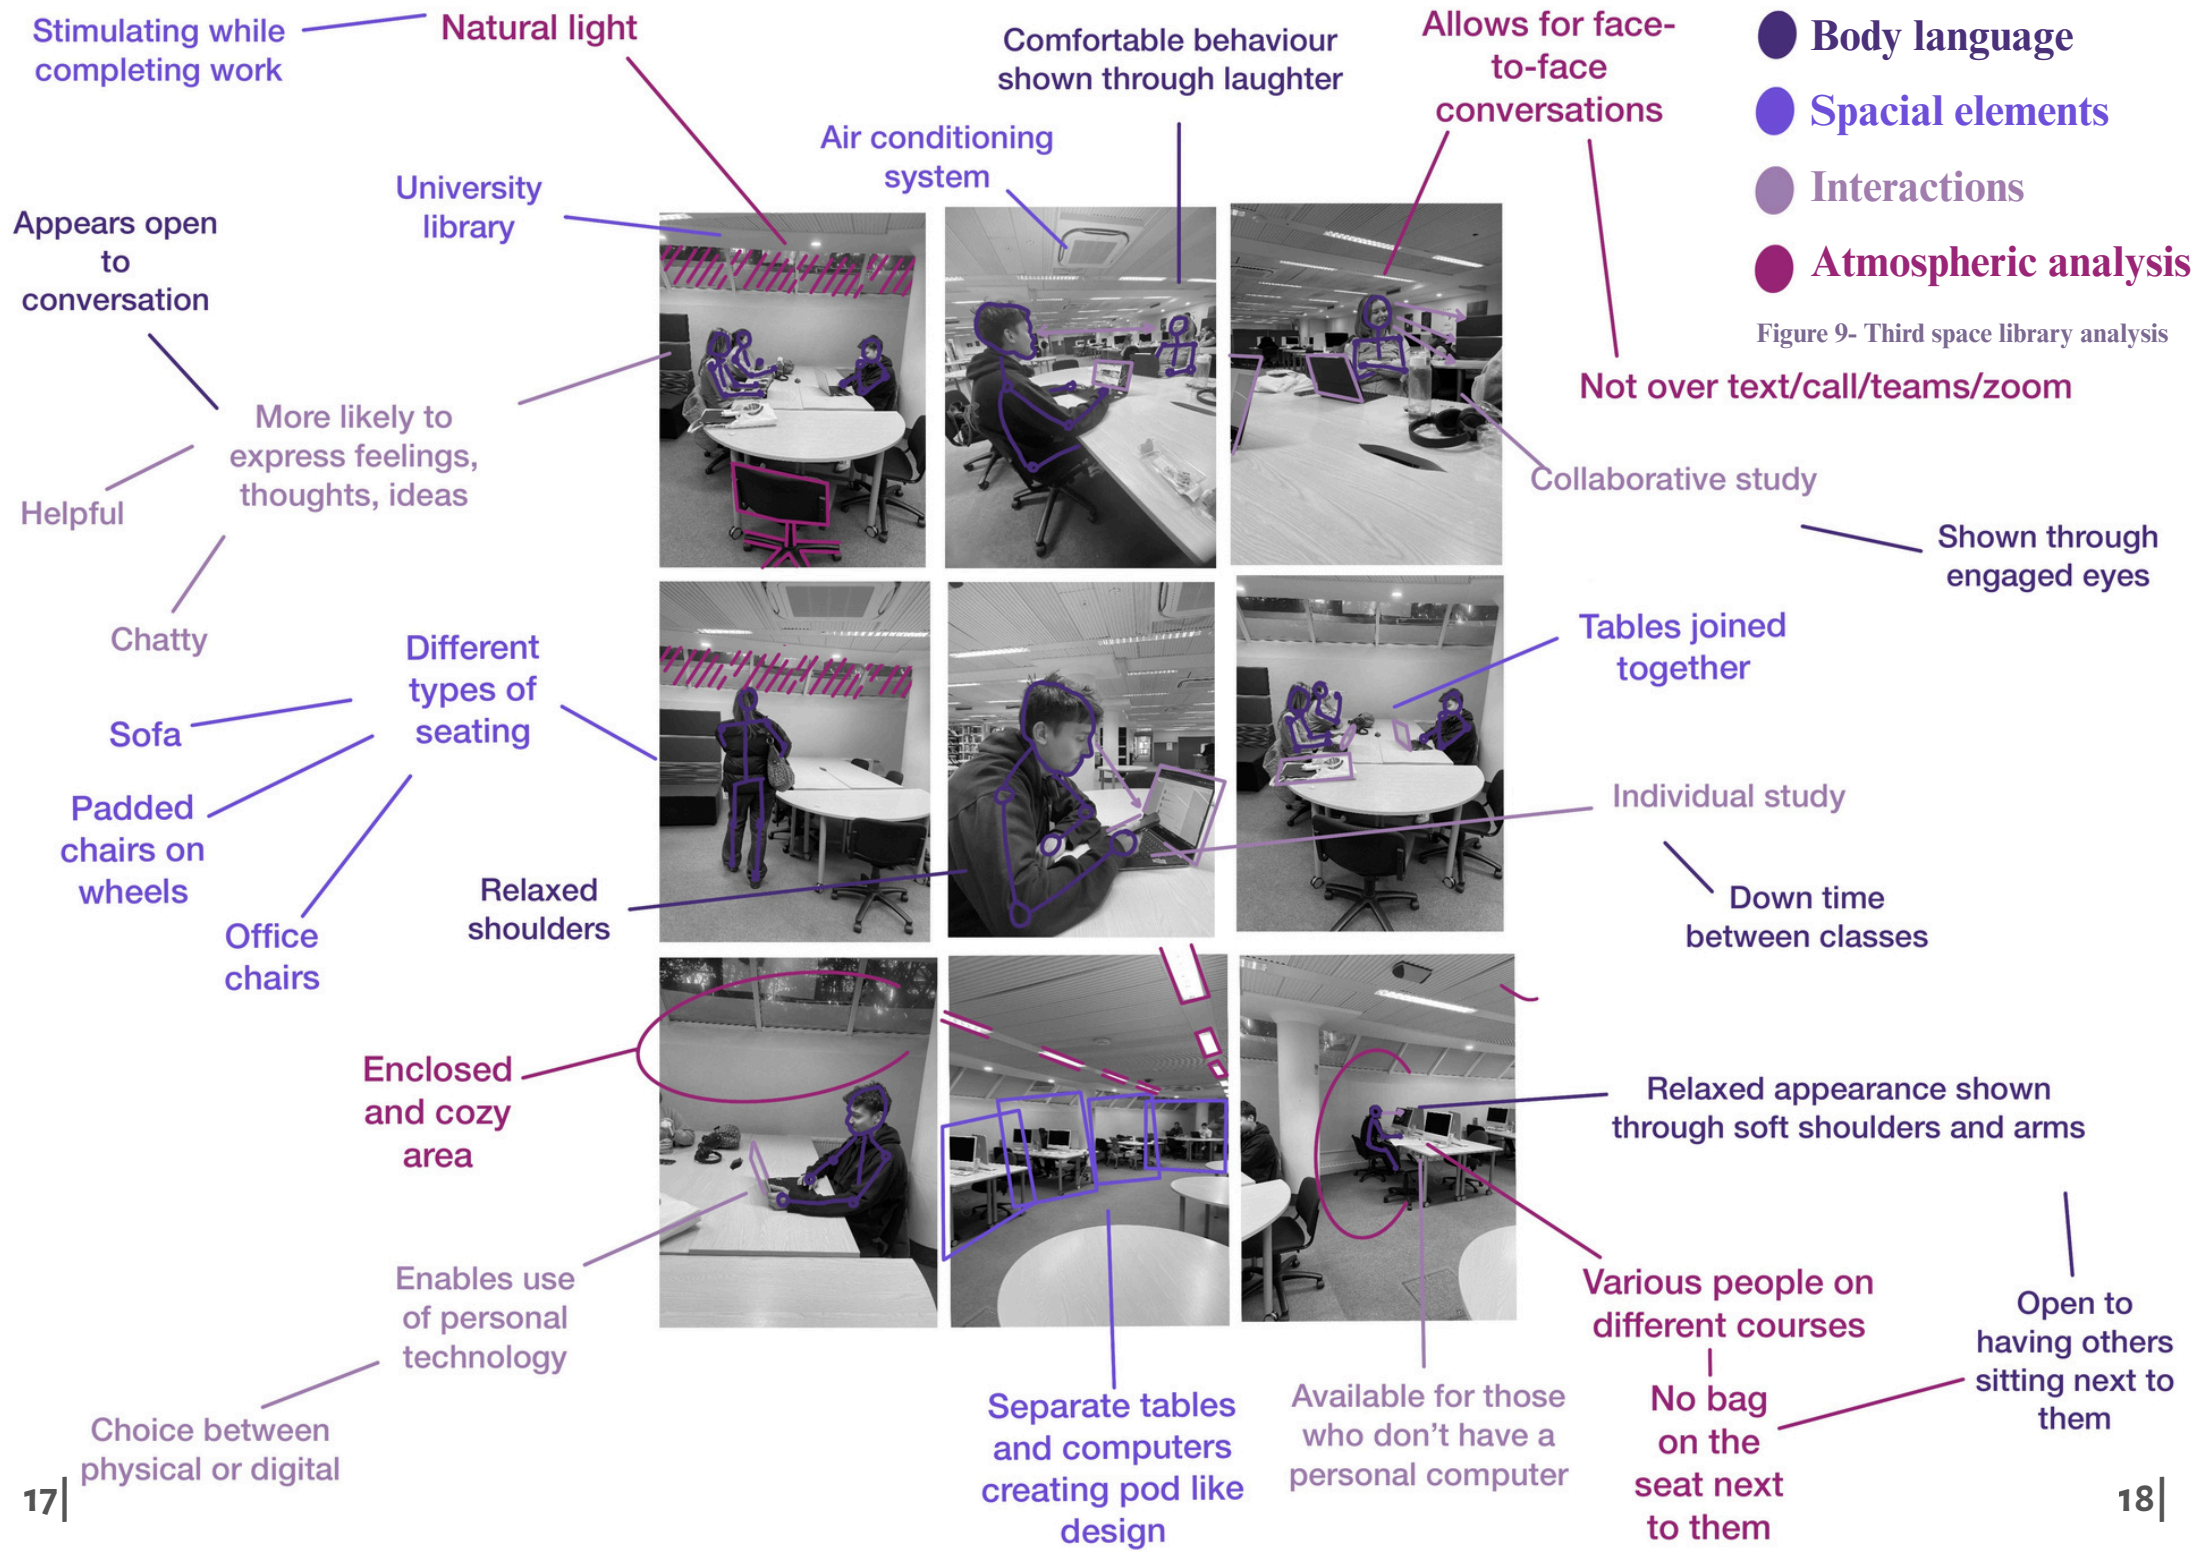 Stimulating while
completing work
Natural light
Comfortable behaviour
shown through laughter
Allows for face-
to-face
conversations
Body language
Spacial elements
Interactions
Atmospheric analysis
Figure 9- Third space library analysis
Air conditioning
system
University
library
Appears open
to
conversation
More likely to
express feelings,
thoughts, ideas
Helpful
Chatty
Not over text/call/teams/zoom
Collaborative study
Shown through
engaged eyes
Different
types of
seating
Sofa
Padded
chairs on
wheels
Office
chairs
Relaxed
shoulders
Tables joined
together
Individual study
Down time
between classes
Enclosed
and cozy
area
Relaxed appearance shown
through soft shoulders and arms
Enables use
of personal
technology
Choice between
physical or digital
Separate tables
and computers
creating pod like
design
Available for those
who don't have a
personal computer
Various people on
different courses
No bag
on the
seat next
to them
Open to
having others
sitting next to
them
17|
18|